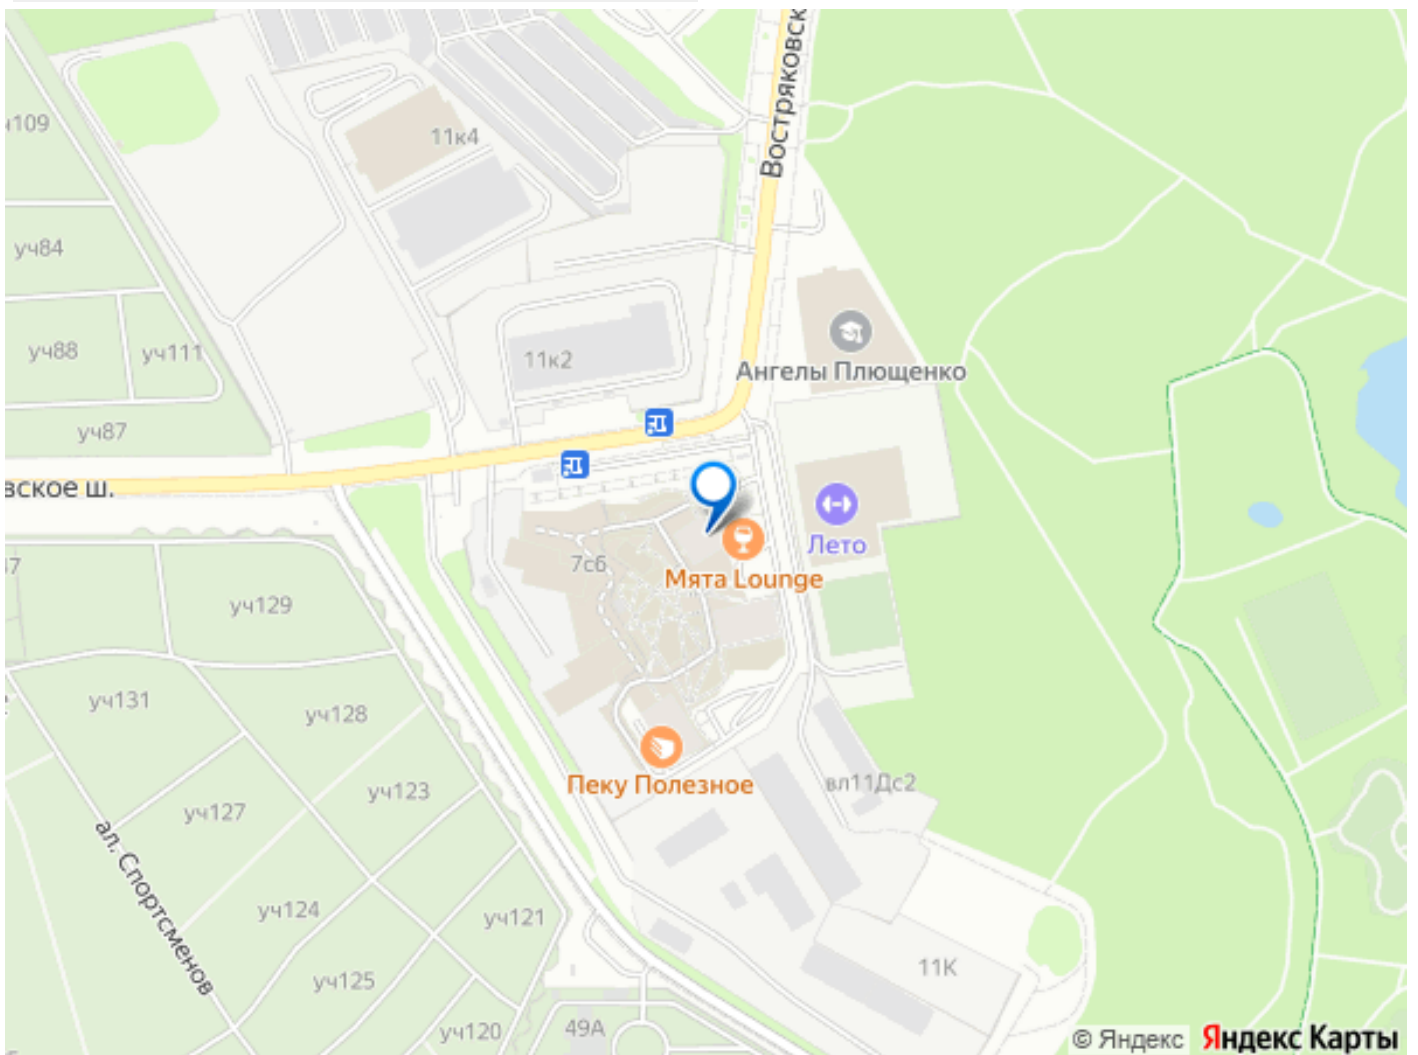 Востряковск
11к4
ч109
уч84
уч88
уч111
11к2
Ангелы Плющенко
уч87
вское ш.
Лето
7с6
Мята Lounge
уч129
уч131
уч128
Пеку Полезное
вл11Дс2
уч123
уч127
ал. Спортсменов
уч124
уч121
11К
уч125
уч120
49А
© Яндекс Яндекс Карты